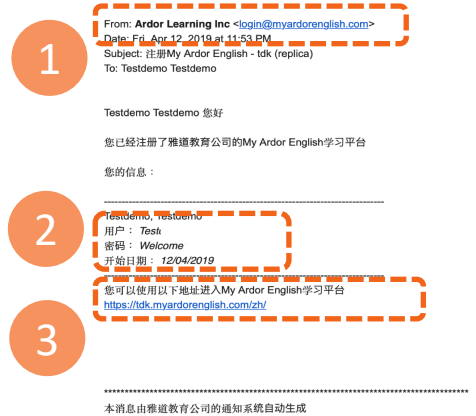 1
From: Ardor Learning Inc <login@myardorenglish.com>
Date: Fri, Apr 12, 2019 at 11:53 PM
Subject: 注册My Ardor English - tdk (replica)
To: Testdemo Testdemo
Testdemo Testdemo 您好
您已经注册了雅道教育公司的My Ardor English学习平台
您的信息：
2
Testdemo, Testdemo
用户： Test
密码： Welcome
开始日期： 12/04/2019
您可以使用以下地址进入My Ardor English学习平台
https://tdk.myardorenglish.com/zh/
3
本消息由雅道教育公司的通知系统自动生成